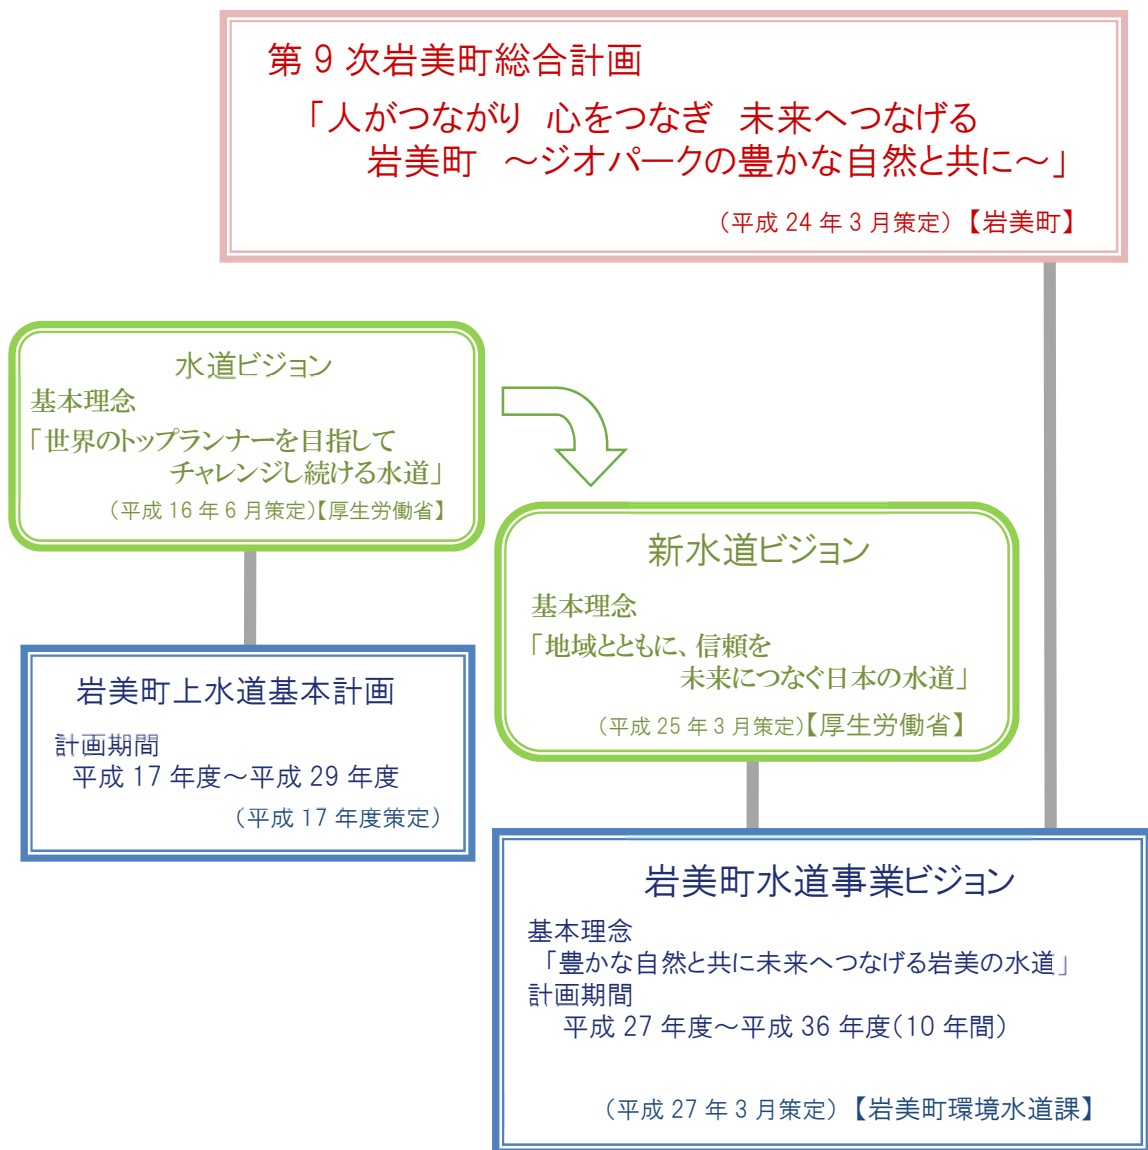 第 9 次岩美町総合計画
「人がつながり 心をつなぎ 未来へつなげる
岩美町 ～ジオパークの豊かな自然と共に～」
（平成 24 年 3 月策定）【岩美町】
水道ビジョン
基本理念
「世界のトップランナーを目指して
チャレンジし続ける水道」
（平成 16 年 6 月策定）【厚生労働省】
新水道ビジョン
基本理念
「地域とともに、信頼を
未来につなぐ日本の水道」
（平成 25 年 3 月策定）【厚生労働省】
岩美町上水道基本計画
計画期間
平成 17 年度～平成 29 年度
（平成 17 年度策定）
岩美町水道事業ビジョン
基本理念
「豊かな自然と共に未来へつなげる岩美の水道」
計画期間
平成 27 年度～平成 36 年度（10 年間）
（平成 27 年 3 月策定）【岩美町環境水道課】